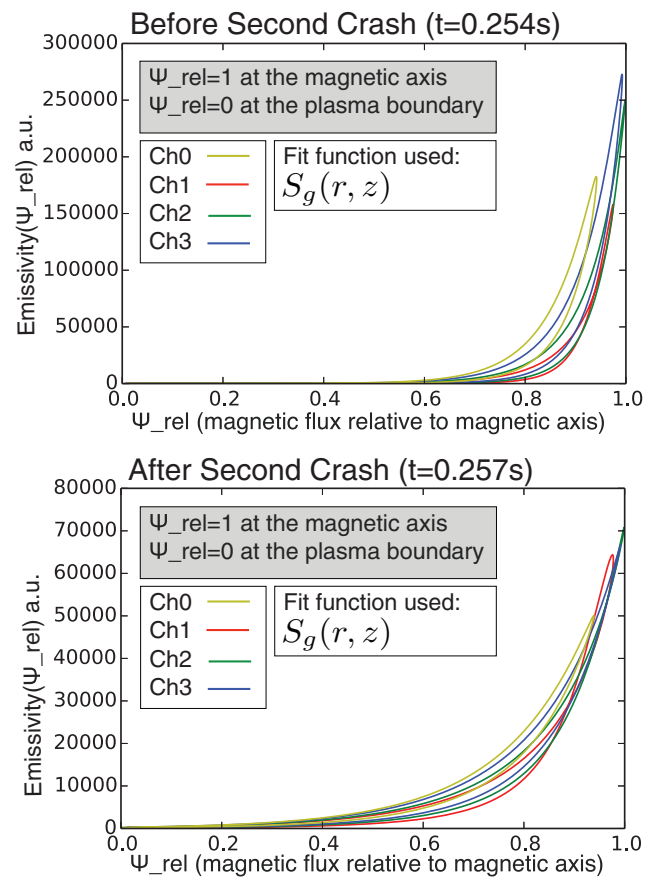 Before Second Crash (t=0.254s)
300000
250000
200000
150000
100000
50000
0
Emissivity(Ψ_rel) a.u.
Ψ_rel=1 at the magnetic axis
Ψ_rel=0 at the plasma boundary
Ch0
Ch1
Ch2
Ch3
Fit function used:
S_g(r, z)
0.0 0.2 0.4 0.6 0.8 1.0
Ψ_rel (magnetic flux relative to magnetic axis)
After Second Crash (t=0.257s)
80000
70000
60000
50000
40000
30000
20000
10000
0
Emissivity(Ψ_rel) a.u.
Ψ_rel=1 at the magnetic axis
Ψ_rel=0 at the plasma boundary
Ch0
Ch1
Ch2
Ch3
Fit function used:
S_g(r, z)
0.0 0.2 0.4 0.6 0.8 1.0
Ψ_rel (magnetic flux relative to magnetic axis)